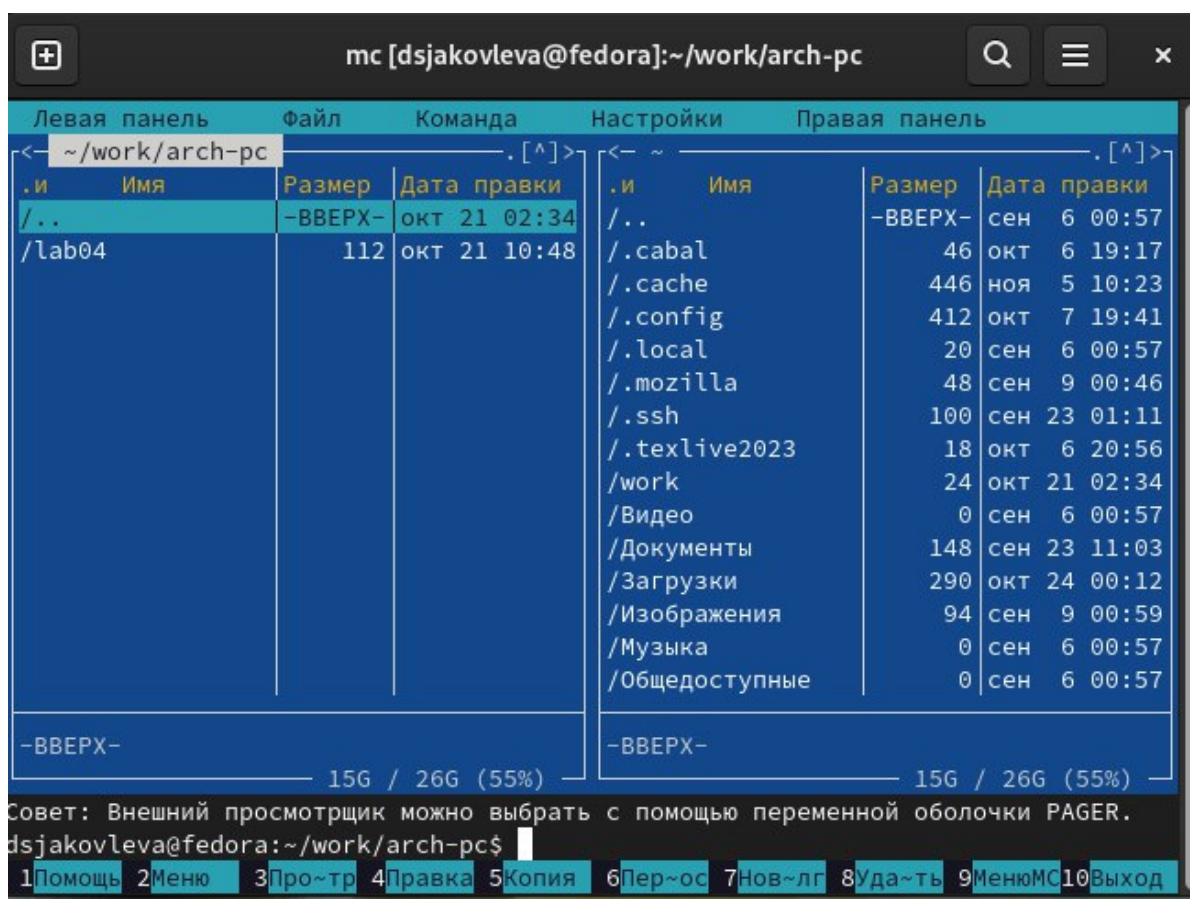 mc [dsjakovleva@fedora]:~/work/arch-pc
Левая панель Файл Команда Настройки Правая панель
<— ~/work/arch-pc .[^]> <— ~ .[^]>
.и Имя Размер Дата правки .и Имя Размер Дата правки
/.. -ВВЕРХ- окт 21 02:34 /.. -ВВЕРХ- сен 6 00:57
/lab04 112 окт 21 10:48 /.cabal 46 окт 6 19:17
/.cache 446 ноя 5 10:23
/.config 412 окт 7 19:41
/.local 20 сен 6 00:57
/.mozilla 48 сен 9 00:46
/.ssh 100 сен 23 01:11
/.texlive2023 18 окт 6 20:56
/work 24 окт 21 02:34
/Видео 0 сен 6 00:57
/Документы 148 сен 23 11:03
/Загрузки 290 окт 24 00:12
/Изображения 94 сен 9 00:59
/Музыка 0 сен 6 00:57
/Общедоступные 0 сен 6 00:57
-ВВЕРХ- -ВВЕРХ-
15G / 26G (55%) 15G / 26G (55%)
Совет: Внешний просмотрщик можно выбрать с помощью переменной оболочки PAGER.
dsjakovleva@fedora:~/work/arch-pc$
1Помощь 2Меню 3Про~тр 4Правка 5Копия 6Пер~ос 7Нов~лг 8Уда~ть 9МенюМС10Выход